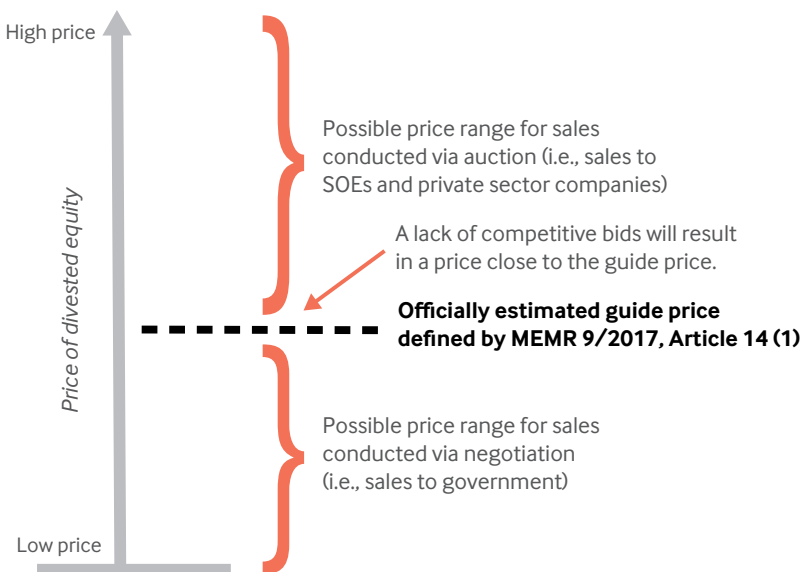 High price
Possible price range for sales
conducted via auction (i.e., sales to
SOEs and private sector companies)
A lack of competitive bids will result
in a price close to the guide price.
Price of divested equity
Officially estimated guide price
defined by MEMR 9/2017, Article 14 (1)
Possible price range for sales
conducted via negotiation
(i.e., sales to government)
Low price